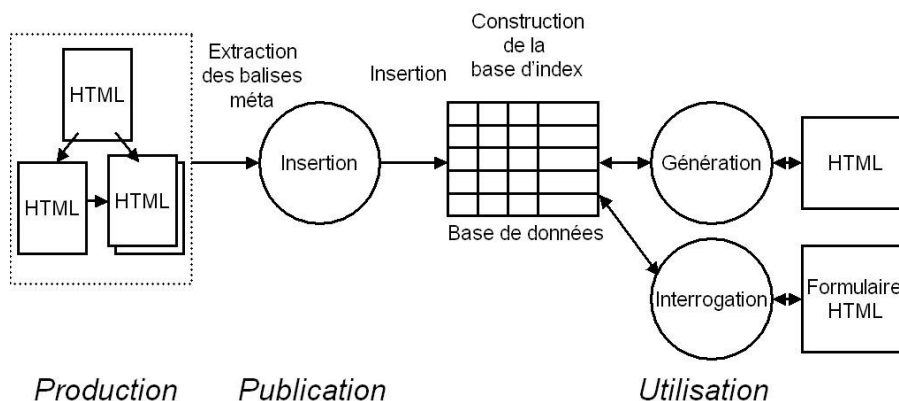 Extraction
des balises
méta
Insertion
Construction
de la
base d'index
HTML
HTML
HTML
Insertion
Base de données
Génération
HTML
Interrogation
Formulaire
HTML
Production
Publication
Utilisation